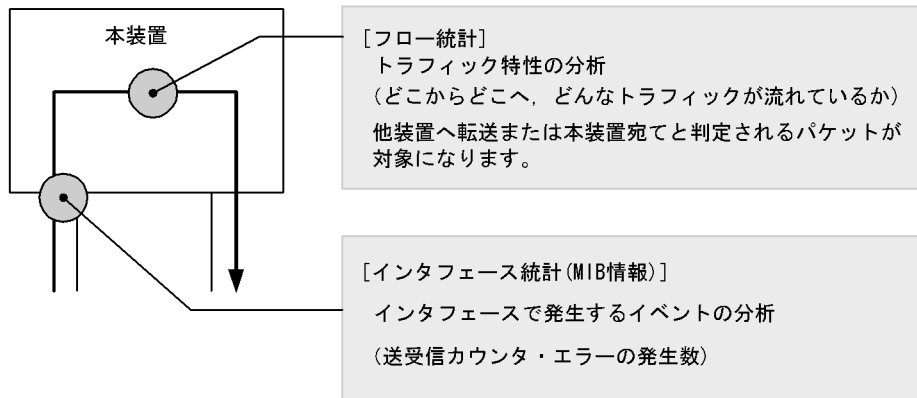 本装置
[フロー統計]
トラフィック特性の分析
(どこからどこへ，どんなトラフィックが流れているか)
他装置へ転送または本装置宛てと判定されるパケットが
対象になります。
[インタフェース統計(MIB情報)]
インタフェースで発生するイベントの分析
(送受信カウンタ・エラーの発生数)